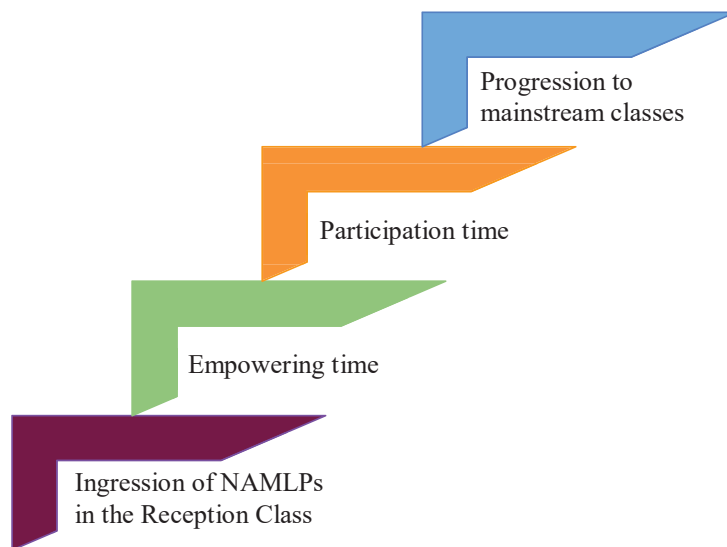 Progression to
mainstream classes
Participation time
Empowering time
Ingression of NAMLPs
in the Reception Class